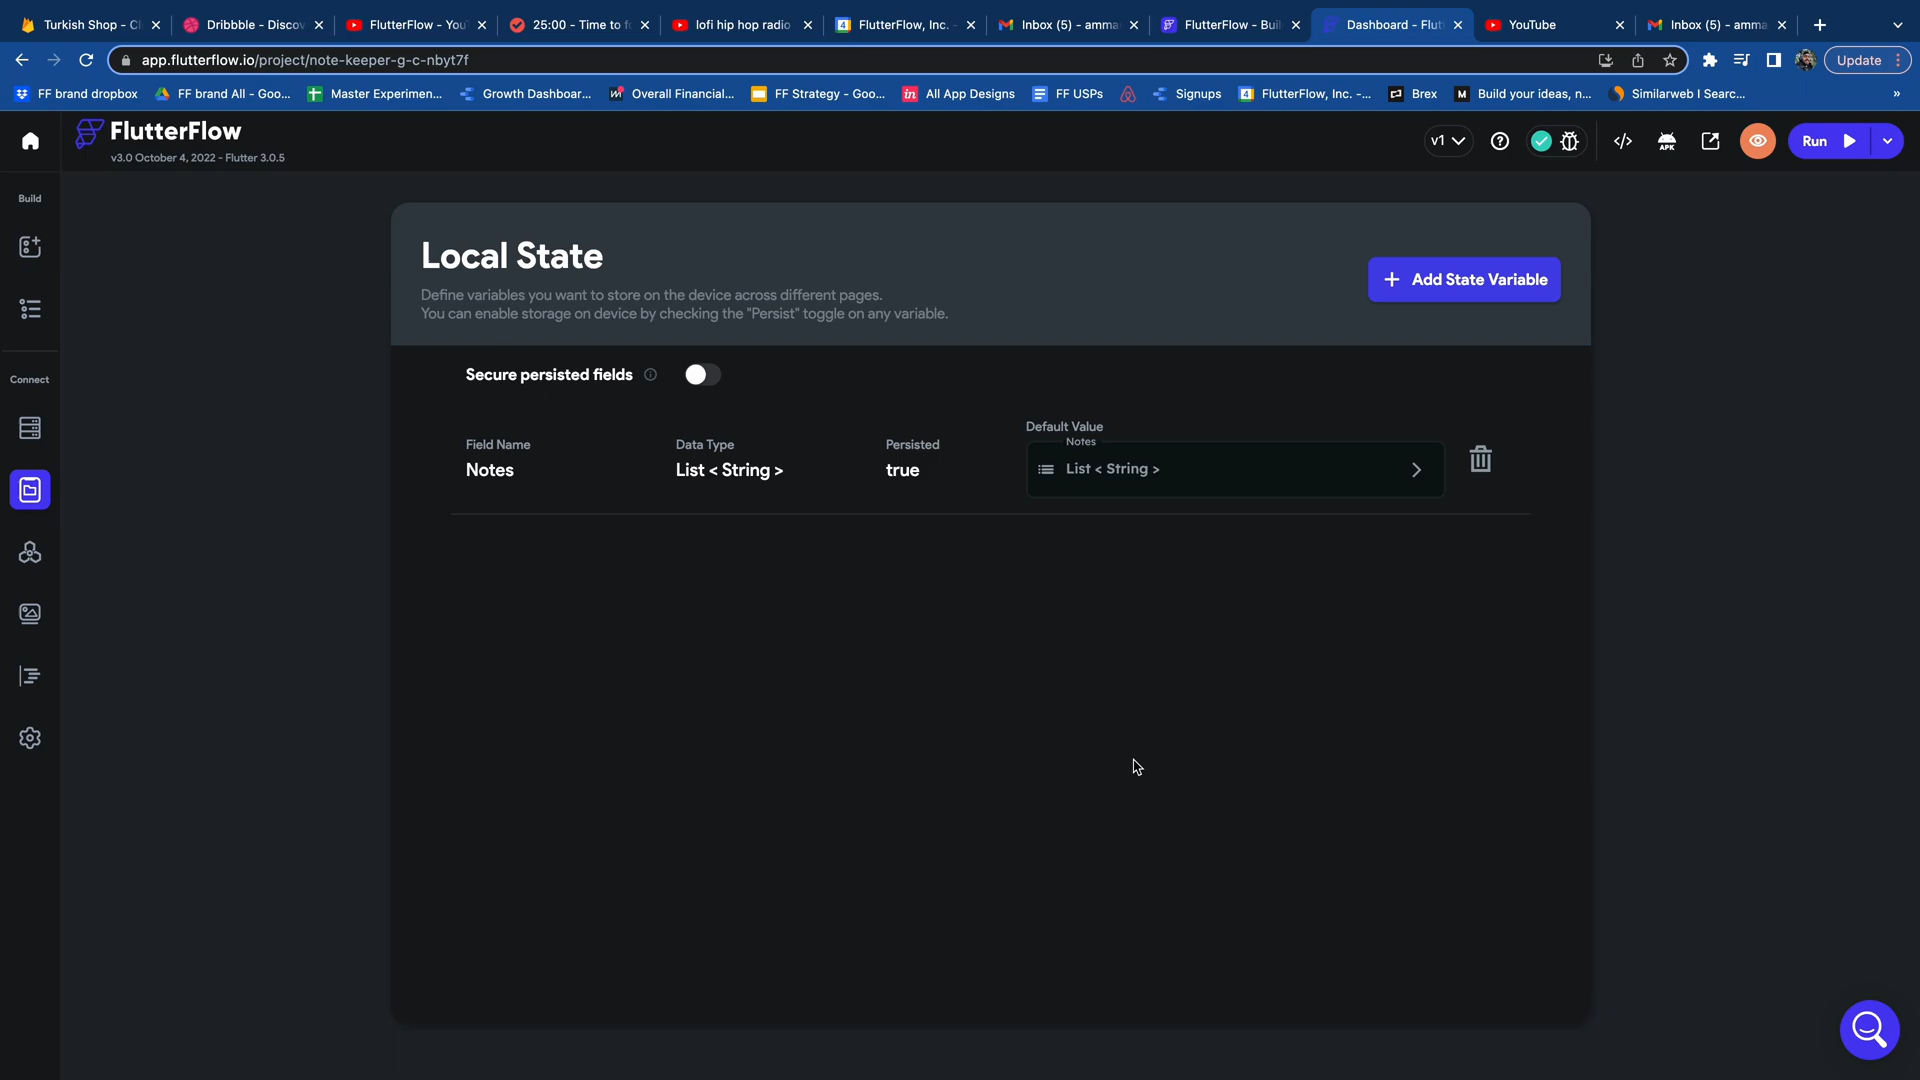 Turkish Shop - Cl
Dribbble - Discov
FlutterFlow - You
25:00 - Time to fo
lofi hip hop radio
FlutterFlow, Inc. -
Inbox (5) - amma
FlutterFlow - Buil
Dashboard - Flut
YouTube
Inbox (5) - amma
app.flutterflow.io/project/note-keeper-g-c-nbyt7f
Update
FF brand dropbox
FF brand All - Goo...
Master Experimen...
Growth Dashboar...
Overall Financial...
FF Strategy - Goo...
in
All App Designs
FF USPs
Signups
4
FlutterFlow, Inc. -...
Brex
M
Build your ideas, n...
Similarweb I Searc...
»
FlutterFlow
v3.0 October 4, 2022 - Flutter 3.0.5
v1
APK
Run
Build
Connect
Local State
Define variables you want to store on the device across different pages.
You can enable storage on device by checking the "Persist" toggle on any variable.
+ Add State Variable
Secure persisted fields
Field Name
Notes
Data Type
List < String >
Persisted
true
Default Value
Notes
List < String >